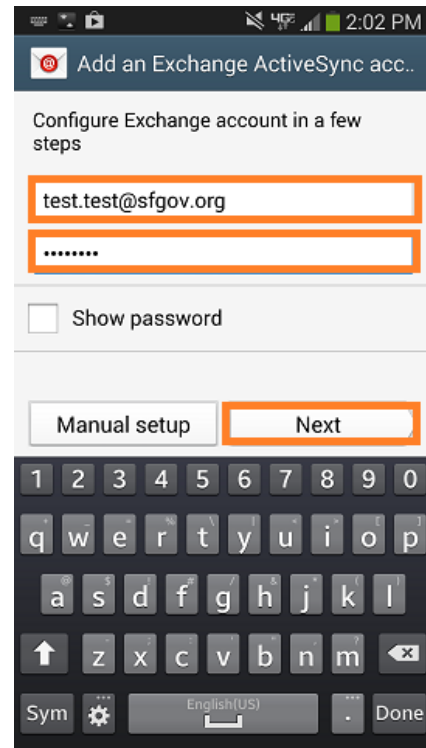 4G 2:02 PM
Add an Exchange ActiveSync acc..
Configure Exchange account in a few
steps
test.test@sfgov.org
••••••••
Show password
Manual setup Next
1 2 3 4 5 6 7 8 9 0
q w e r t y u i o p
a s d f g h j k l
z x c v b n m
Sym English(US) . Done